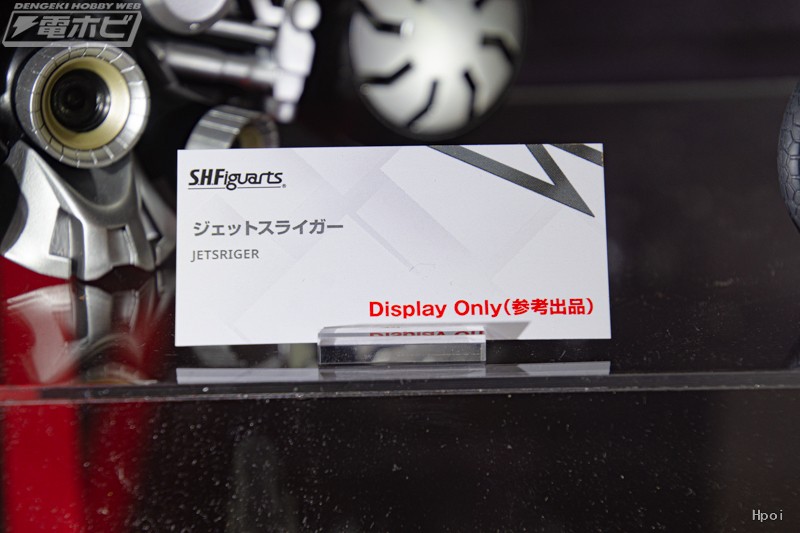 DENGEKI HOBBY WEB
電ホビ
S.H.Figuarts
ジェットスライガー
JETSRIGER
Display Only(参考出品)
Hpoi